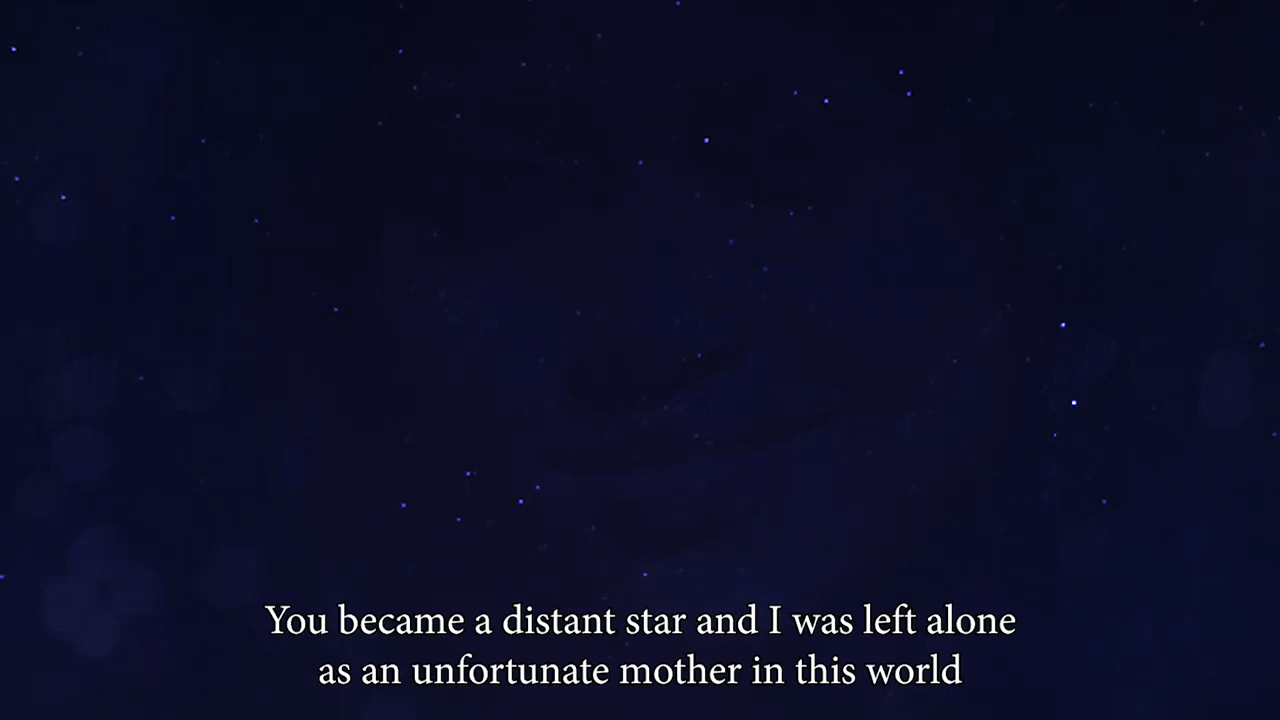 You became a distant star and I was left alone
as an unfortunate mother in this world